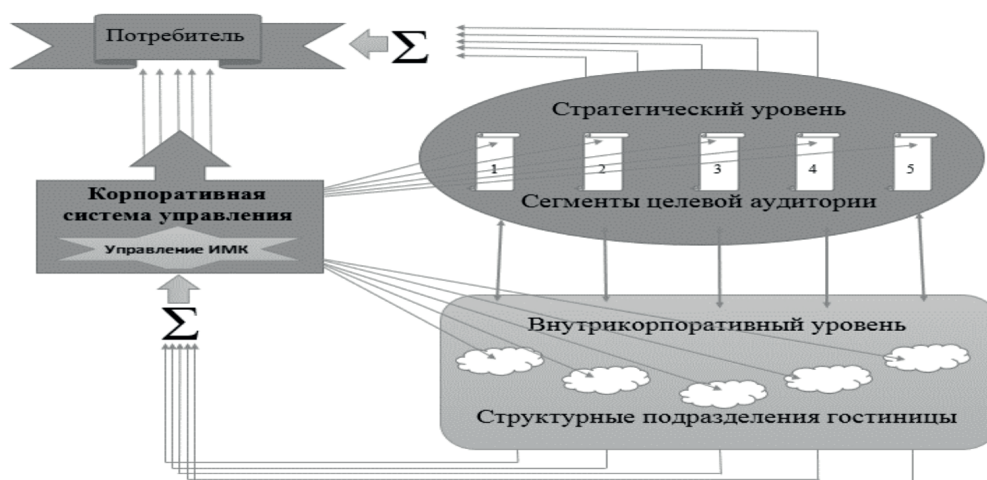 Потребитель
Σ
Стратегический уровень
1 2 3 4 5
Сегменты целевой аудитории
Корпоративная
система управления
Управление ИМК
Σ
Внутрикорпоративный уровень
Структурные подразделения гостиницы